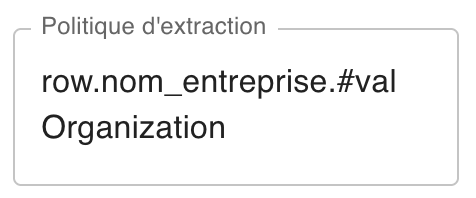 Politique d'extraction
row.nom_entreprise.#val
Organization